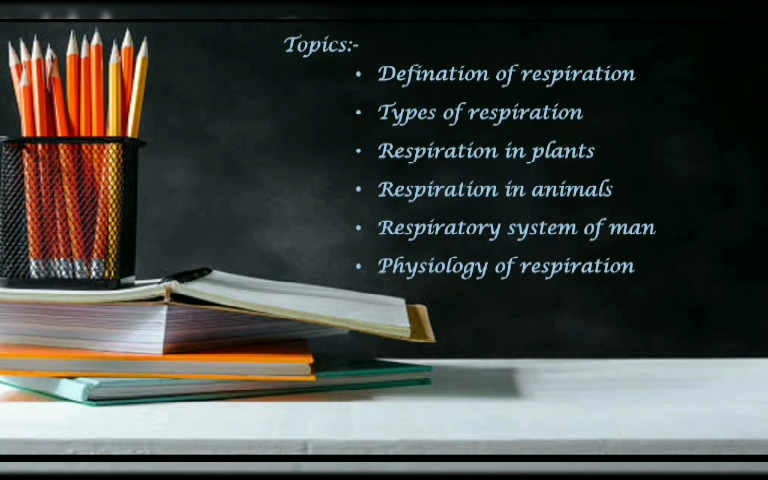 Topics:-
• Defination of respiration
• Types of respiration
• Respiration in plants
• Respiration in animals
• Respiratory system of man
• Physiology of respiration